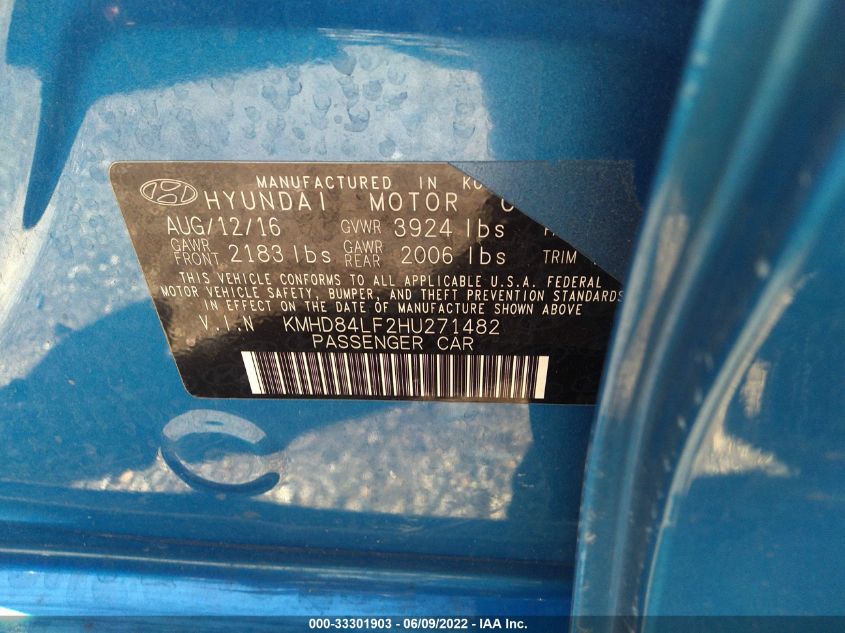 MANUFACTURED IN
HYUNDAI MOTOR
AUG/12/16 GVWR 3924 lbs
GAWR FRONT 2183 lbs GAWR REAR 2006 lbs TRIM
THIS VEHICLE CONFORMS TO ALL APPLICABLE U.S.A. FEDERAL
MOTOR VEHICLE SAFETY, BUMPER, AND THEFT PREVENTION STANDARDS
IN EFFECT ON THE DATE OF MANUFACTURE SHOWN ABOVE
V.I.N KMHD84LF2HU271482
PASSENGER CAR
000-33301903 - 06/09/2022 - IAA Inc.